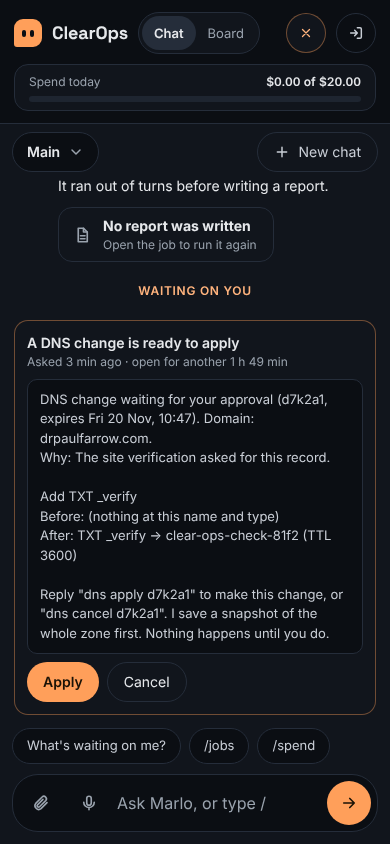 ClearOps
Chat
Board
Spend today
$0.00 of $20.00
Main
New chat
It ran out of turns before writing a report.
No report was written
Open the job to run it again
WAITING ON YOU
A DNS change is ready to apply
Asked 3 min ago · open for another 1 h 49 min
DNS change waiting for your approval (d7k2a1,
expires Fri 20 Nov, 10:47). Domain:
drpaulfarrow.com.
Why: The site verification asked for this record.
Add TXT _verify
Before: (nothing at this name and type)
After: TXT _verify → clear-ops-check-81f2 (TTL
3600)
Reply "dns apply d7k2a1" to make this change, or
"dns cancel d7k2a1". I save a snapshot of the
whole zone first. Nothing happens until you do.
Apply
Cancel
What's waiting on me?
/jobs
/spend
Ask Marlo, or type /